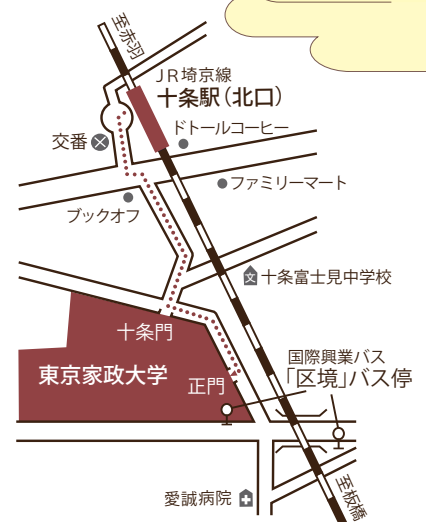 至赤羽
JR埼京線
十条駅(北口)
交番
ドトールコーヒー
ファミリーマート
ブックオフ
文
十条富士見中学校
十条門
東京家政大学
正門
国際興業バス
「区境」バス停
愛誠病院
至板橋